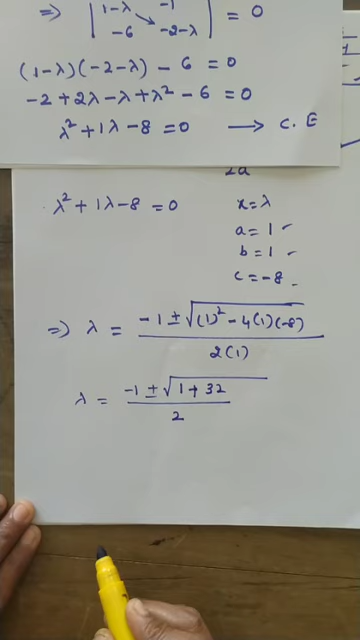 ⇒ | 1-λ -1 | = 0
| -6 -2-λ |
(1-λ)(-2-λ) - 6 = 0
-2+2λ-λ+λ² - 6 = 0
λ²+1λ-8 = 0 → C.E
2a
λ²+1λ-8 = 0
x = λ
a = 1
b = 1
c = -8
⇒ λ = (-1 ± √((1)² - 4(1)(-8))) / 2(1)
λ = (-1 ± √(1+32)) / 2